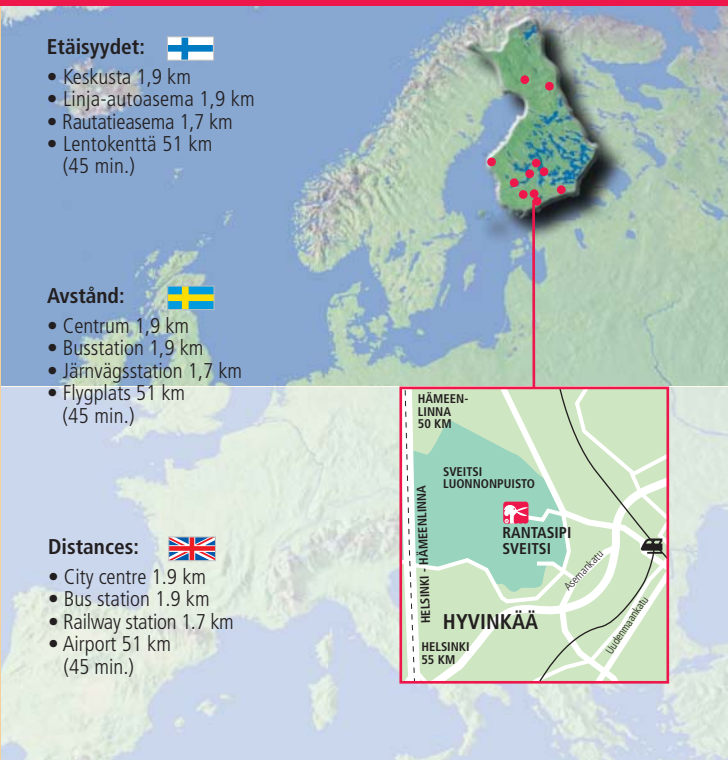 Etäisyydet:
• Keskusta 1,9 km
• Linja-autoasema 1,9 km
• Rautatieasema 1,7 km
• Lentokenttä 51 km
(45 min.)
Avstånd:
• Centrum 1,9 km
• Busstation 1,9 km
• Järnvägsstation 1,7 km
• Flygplats 51 km
(45 min.)
Distances:
• City centre 1.9 km
• Bus station 1.9 km
• Railway station 1.7 km
• Airport 51 km
(45 min.)
HÄMEEN-
LINNA
50 KM
SVEITSI
LUONNONPUISTO
RANTASIPI
SVEITSI
HELSINKI - HÄMEENLINNA
Asemankatu
Uudenmaankatu
HYVINKÄÄ
HELSINKI
55 KM